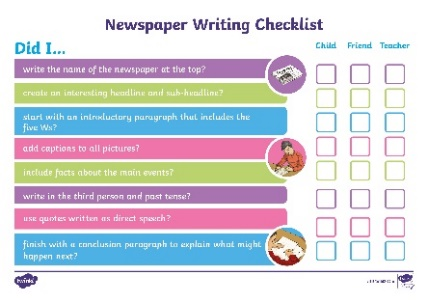 Newspaper Writing Checklist
Did I...
Child Friend Teacher
write the name of the newspaper at the top?
create an interesting headline and sub-headline?
start with an introductory paragraph that includes the
five Ws?
add captions to all pictures?
include facts about the main events?
write in the third person and past tense?
use quotes written as direct speech?
finish with a conclusion paragraph to explain what might
happen next?
twinkl